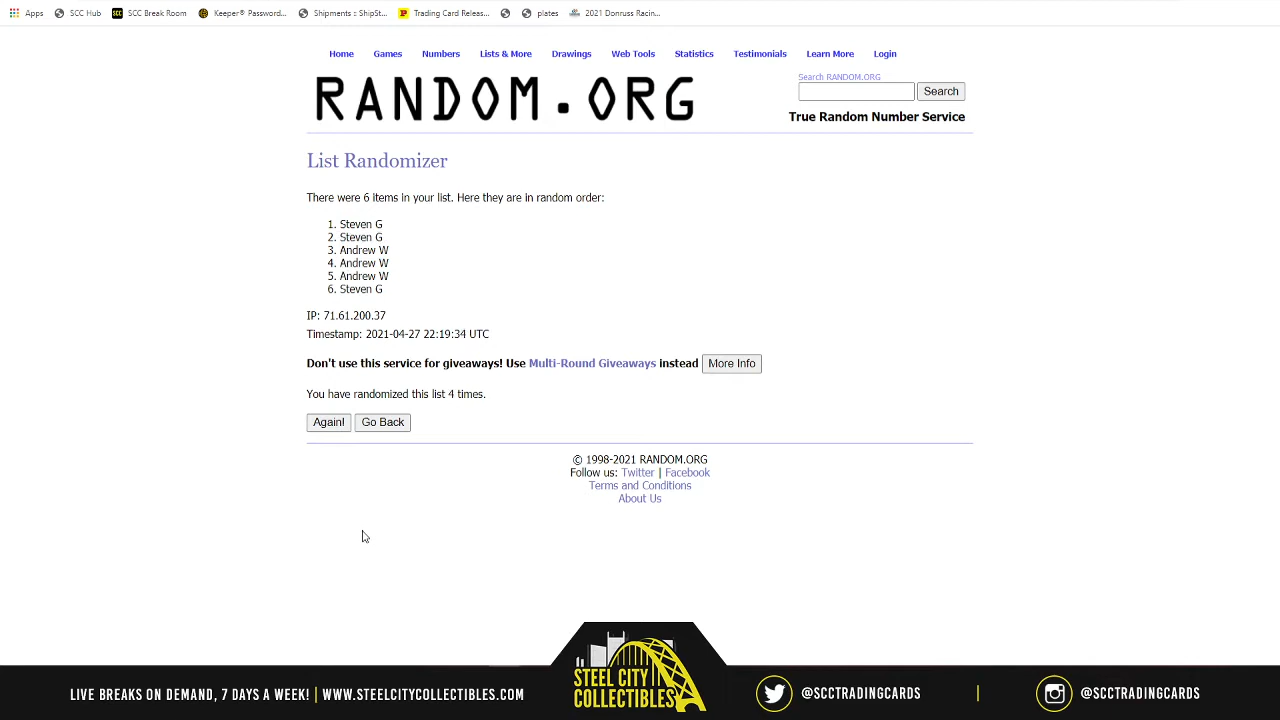 Apps SCC Hub SCC Break Room Keeper® Password... Shipments :: ShipSt... Trading Card Releas... plates 2021 Donruss Racin...
Home Games Numbers Lists & More Drawings Web Tools Statistics Testimonials Learn More Login
RANDOM.ORG
Search RANDOM.ORG
Search
True Random Number Service
List Randomizer
There were 6 items in your list. Here they are in random order:
1. Steven G
2. Steven G
3. Andrew W
4. Andrew W
5. Andrew W
6. Steven G
IP: 71.61.200.37
Timestamp: 2021-04-27 22:19:34 UTC
Don't use this service for giveaways! Use Multi-Round Giveaways instead More Info
You have randomized this list 4 times.
Again! Go Back
© 1998-2021 RANDOM.ORG
Follow us: Twitter | Facebook
Terms and Conditions
About Us
LIVE BREAKS ON DEMAND, 7 DAYS A WEEK! | WWW.STEELCITYCOLLECTIBLES.COM
STEEL CITY
COLLECTIBLES
@SCCTRADINGCARDS | @SCCTRADINGCARDS